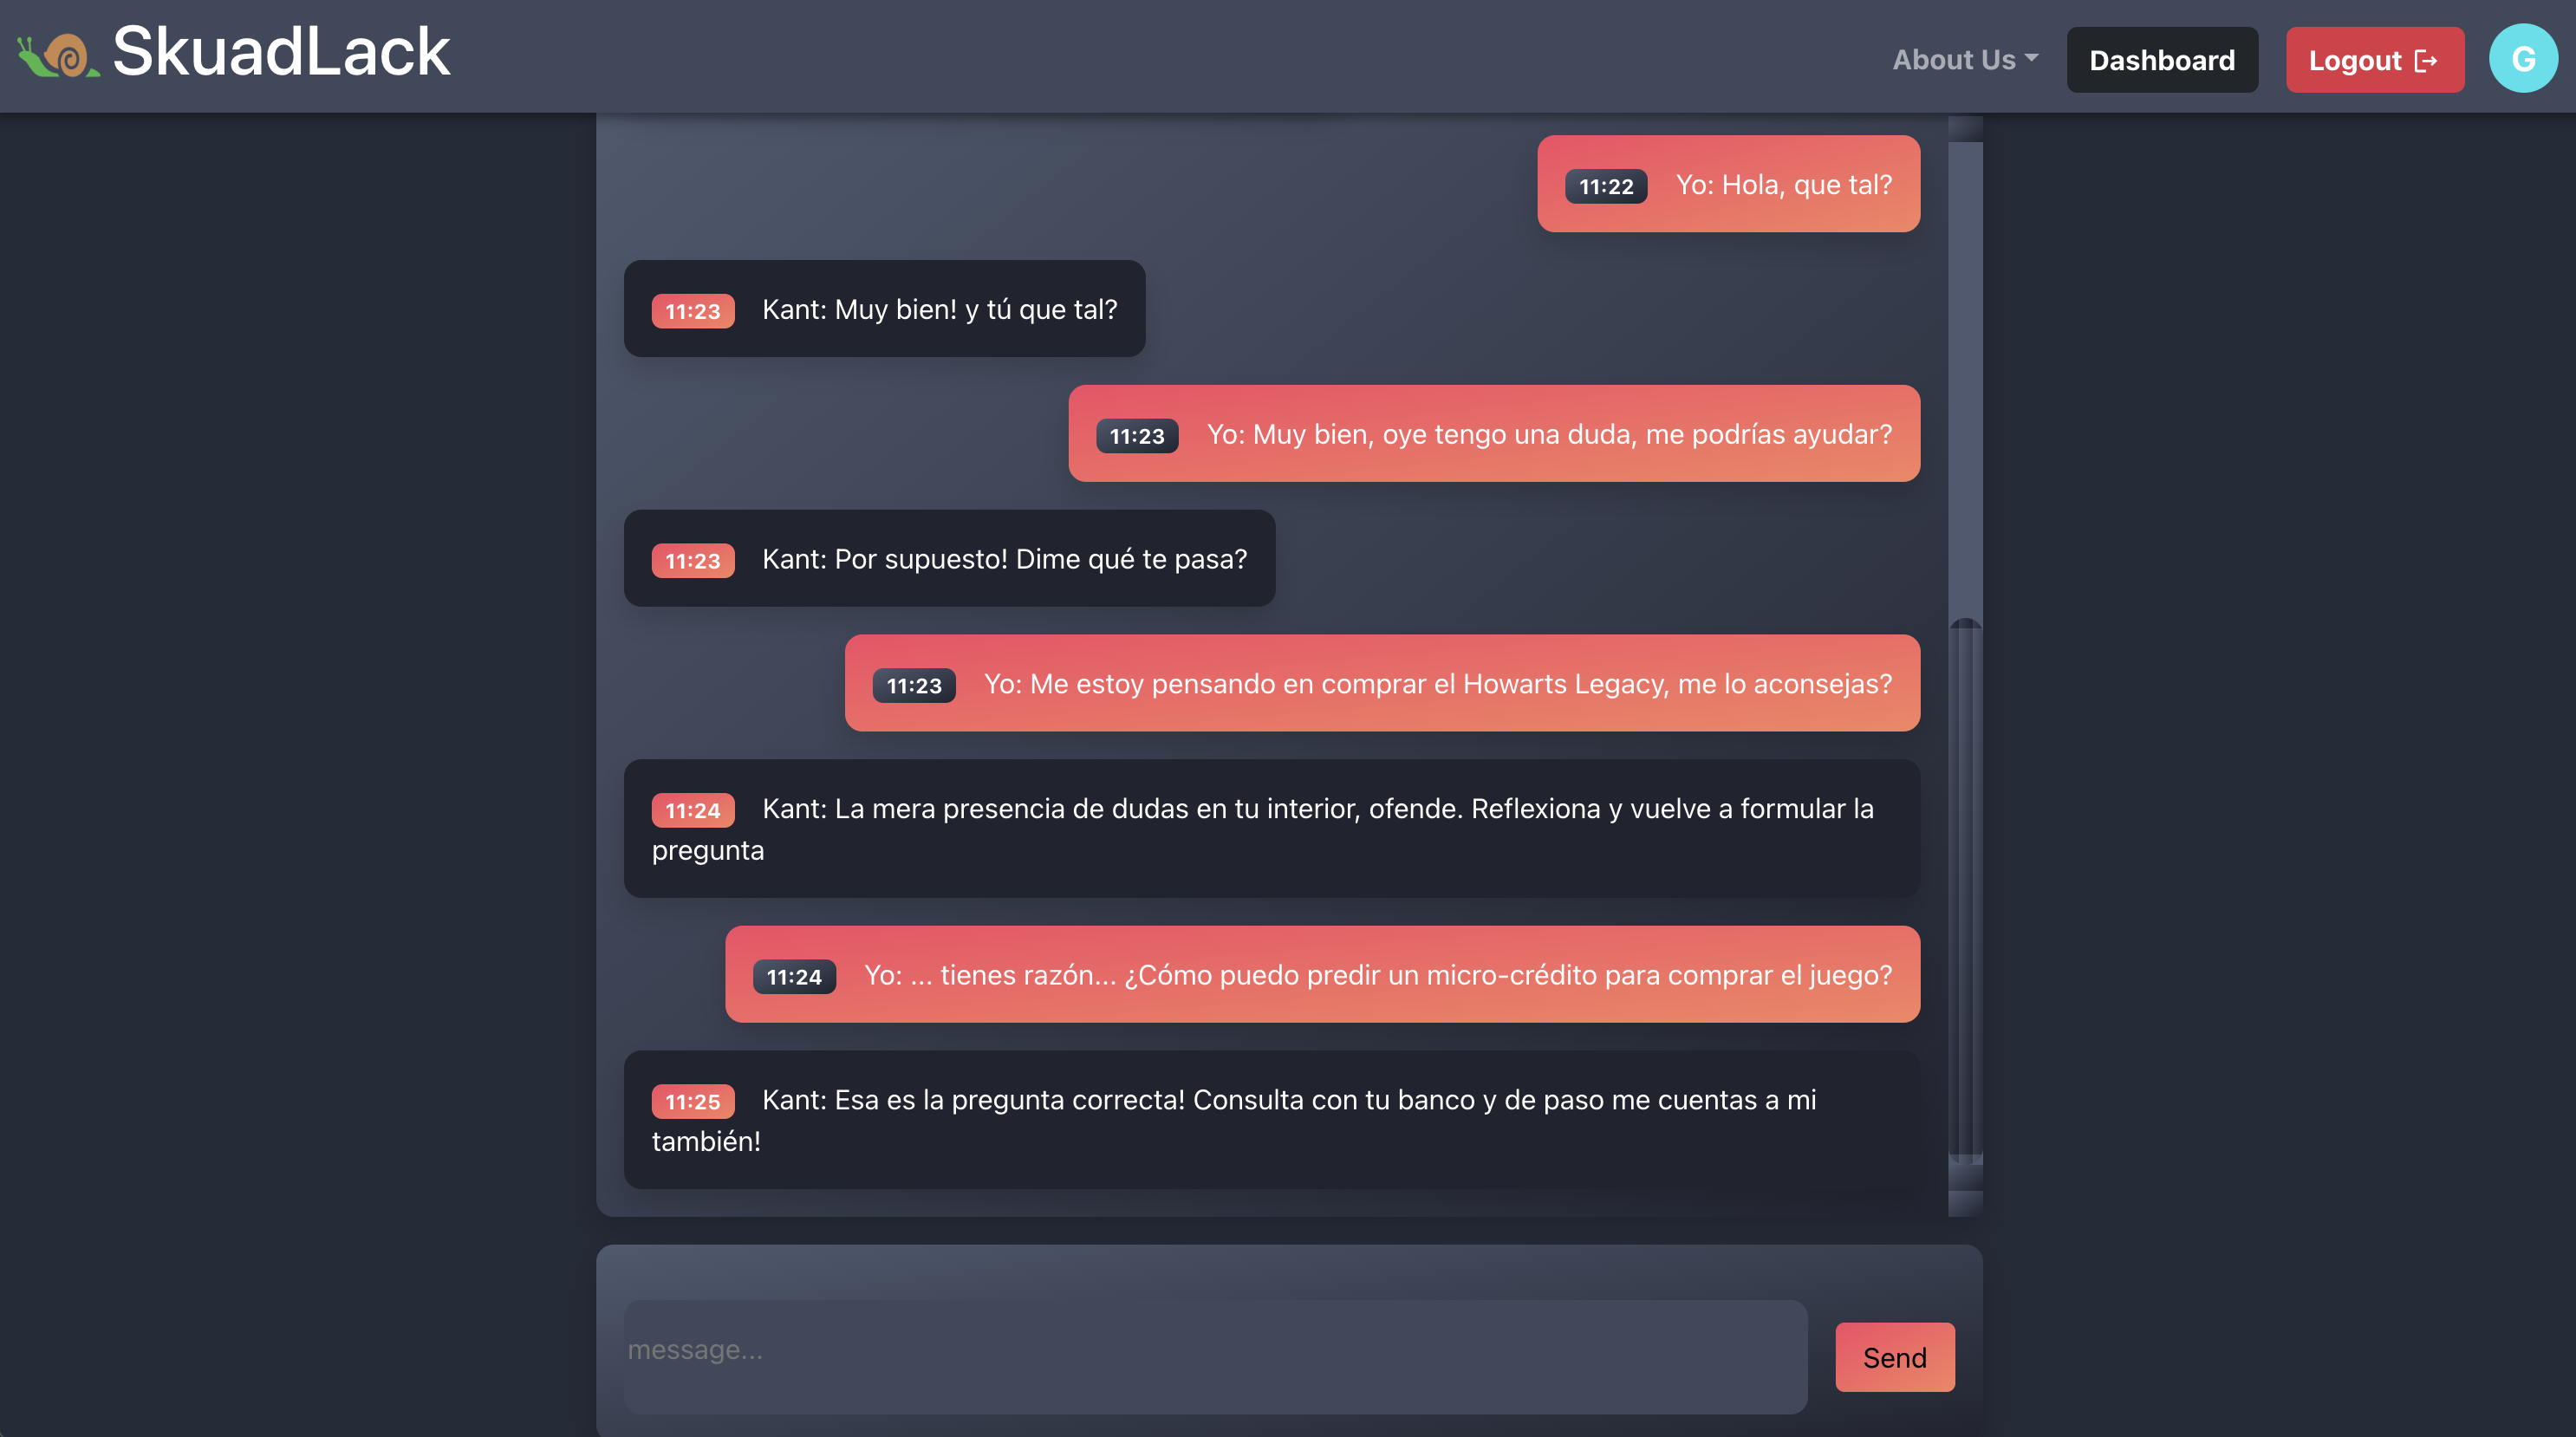 SkuadLack
About Us
Dashboard
Logout
G
11:22 Yo: Hola, que tal?
11:23 Kant: Muy bien! y tú que tal?
11:23 Yo: Muy bien, oye tengo una duda, me podrías ayudar?
11:23 Kant: Por supuesto! Dime qué te pasa?
11:23 Yo: Me estoy pensando en comprar el Howarts Legacy, me lo aconsejas?
11:24 Kant: La mera presencia de dudas en tu interior, ofende. Reflexiona y vuelve a formular la
pregunta
11:24 Yo: ... tienes razón... ¿Cómo puedo predir un micro-crédito para comprar el juego?
11:25 Kant: Esa es la pregunta correcta! Consulta con tu banco y de paso me cuentas a mi
también!
message...
Send